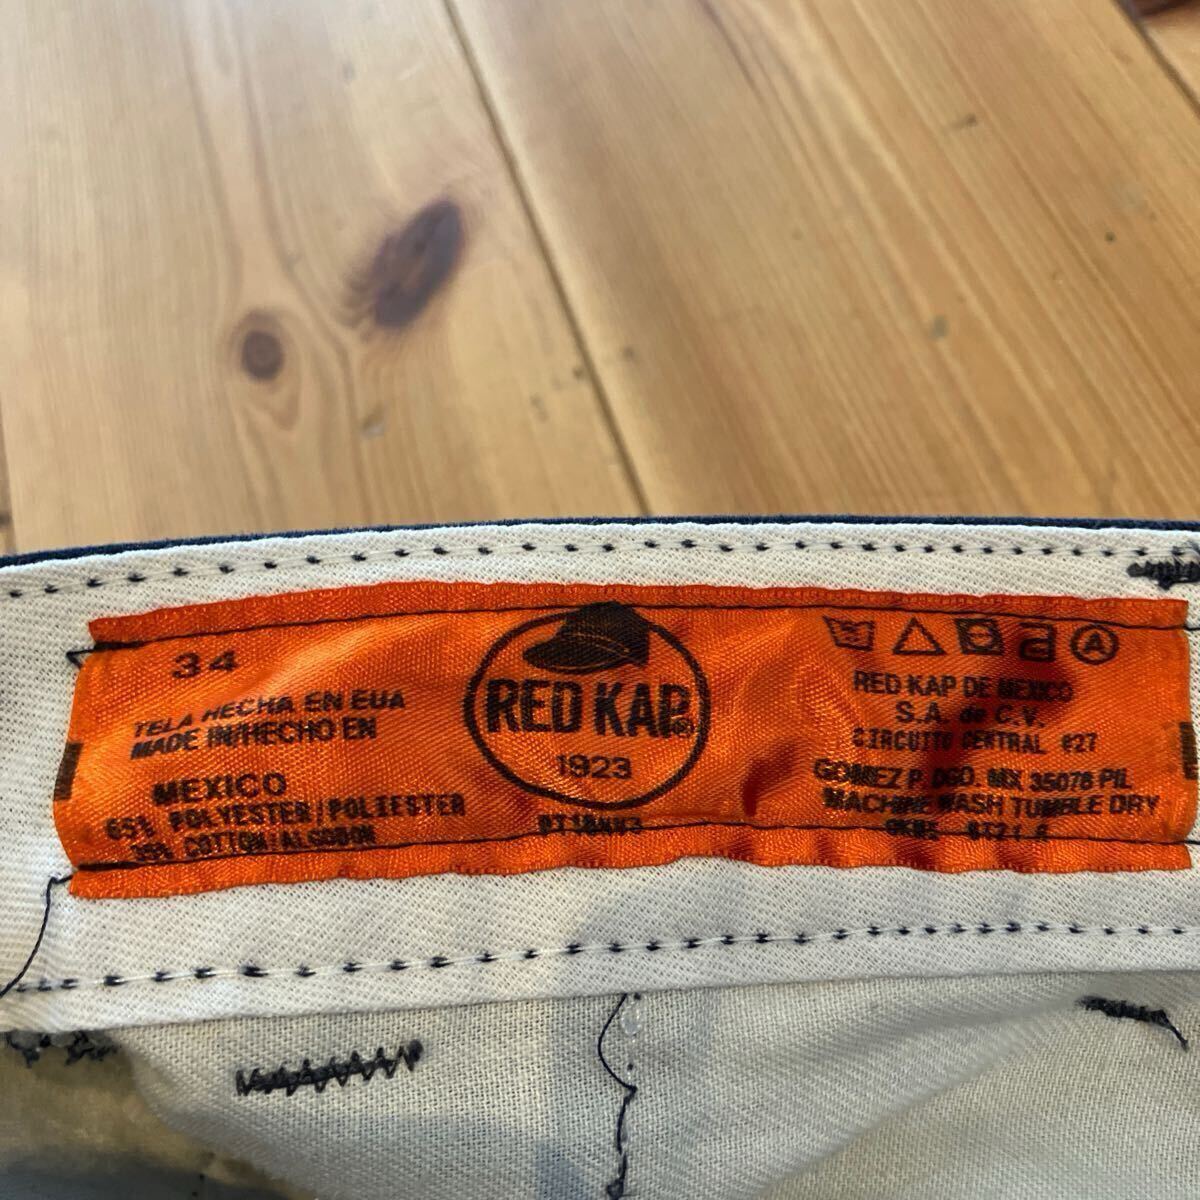 34
TELA HECHA EN EUA
MADE IN/HECHO EN
MEXICO
65% POLYESTER/POLIESTER
35% COTTON/ALGODON
RED KAP®
1923
A
RED KAP DE MEXICO
S.A. de C.V.
CIRCUITO CENTRAL #27
GOMEZ P. DGO. MX 35078 PIL
MACHINE WASH TUMBLE DRY